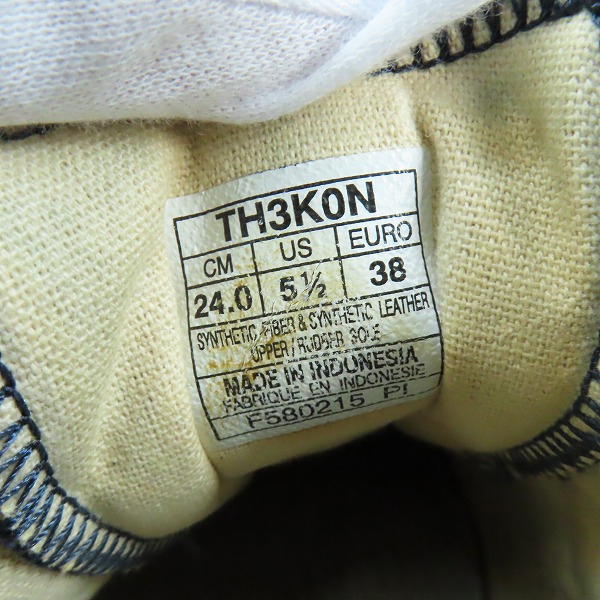 TH3K0N
CM US EURO
24.0 5½ 38
SYNTHETIC FIBER & SYNTHETIC LEATHER
UPPER / RUBBER SOLE
MADE IN INDONESIA
FABRIQUE EN INDONESIE
F580215 PI